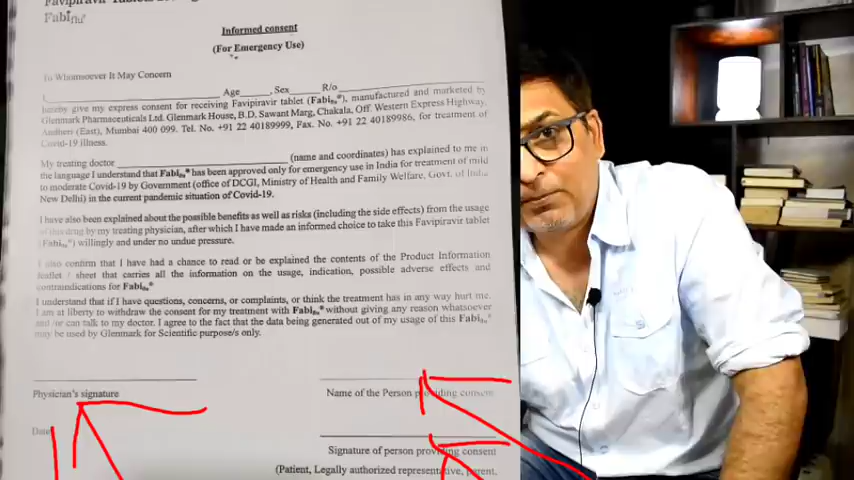 Fabiflu®
Informed consent
(For Emergency Use)
To Whomsoever It May Concern
I, Age , Sex R/o
hereby give my express consent for receiving Favipiravir tablet (Fabiflu®), manufactured and marketed by
Glenmark Pharmaceutical Ltd. Glenmark House, B.D. Sawant Marg, Chakala, Off. Western Express Highway,
Andheri (East), Mumbai 400 099. Tel. No. +91 22 40189999, Fax. No. +91 22 40189986, for treatment of
Covid-19 illness.
My treating doctor (name and coordinates) has explained to me in
the language I understand that Fabiflu® has been approved only for emergency use in India for treatment of mild
to moderate Covid-19 by Government (office of DCGI, Ministry of Health and Family Welfare, Govt. of India
New Delhi) in the current pandemic situation of Covid-19.
I have also been explained about the possible benefits as well as risks (including the side effects) from the usage
of this drug by my treating physician, after which I have made an informed choice to take this Favipiravir tablet
(Fabiflu®) willingly and under no undue pressure.
I also confirm that I have had a chance to read or be explained the contents of the Product Information
leaflet / sheet that carries all the information on the usage, indication, possible adverse effects and
contraindications for Fabiflu®
I understand that if I have questions, concerns, or complaints, or think the treatment has in any way hurt me,
I am at liberty to withdraw the consent for my treatment with Fabiflu® without giving any reason whatsoever
and /or can talk to my doctor. I agree to the fact that the data being generated out of my usage of this Fabiflu®
may be used by Glenmark for Scientific purpose/s only.
Physician's signature
Name of the Person providing consent
Date
Signature of person providing consent
(Patient, Legally authorized representative, parent,